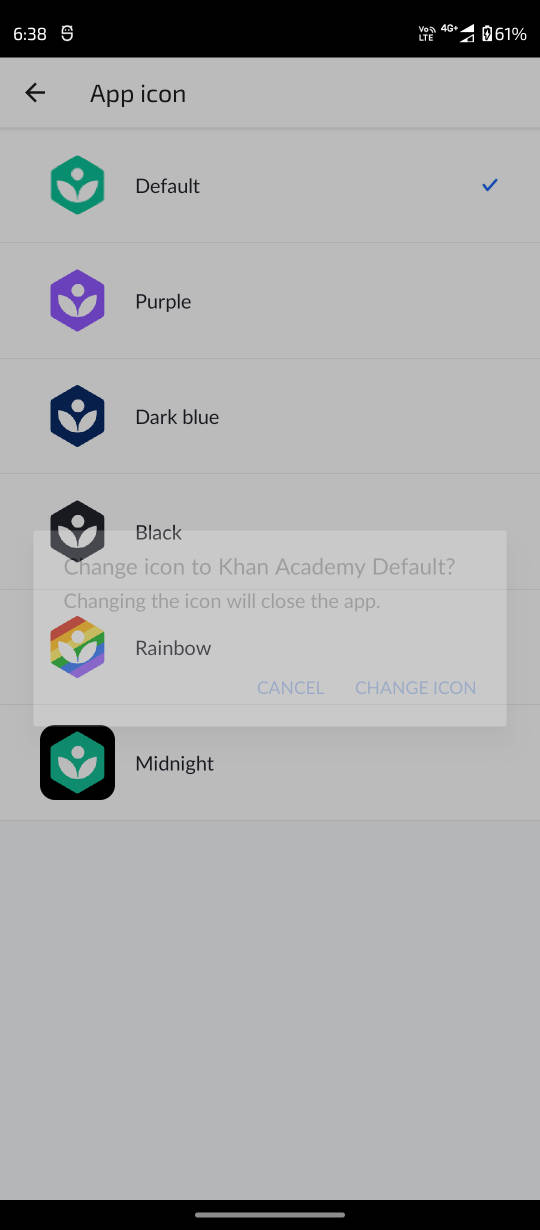 6:38 Vo LTE 4G+ 61%
App icon
Default
Purple
Dark blue
Black
Change icon to Khan Academy Default?
Changing the icon will close the app.
Rainbow
CANCEL CHANGE ICON
Midnight